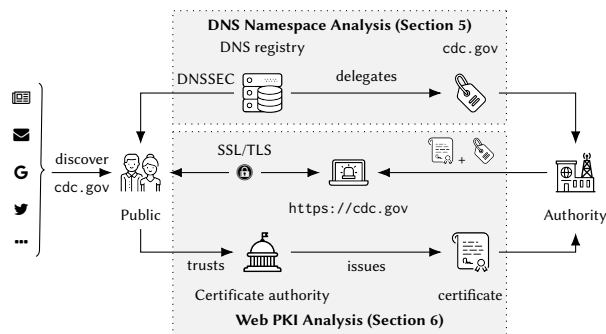 DNS Namespace Analysis (Section 5)
DNS registry
cdc.gov
DNSSEC
delegates
discover
cdc.gov
G
SSL/TLS
+
https://cdc.gov
Public
Authority
trusts
issues
Certificate authority
certificate
Web PKI Analysis (Section 6)